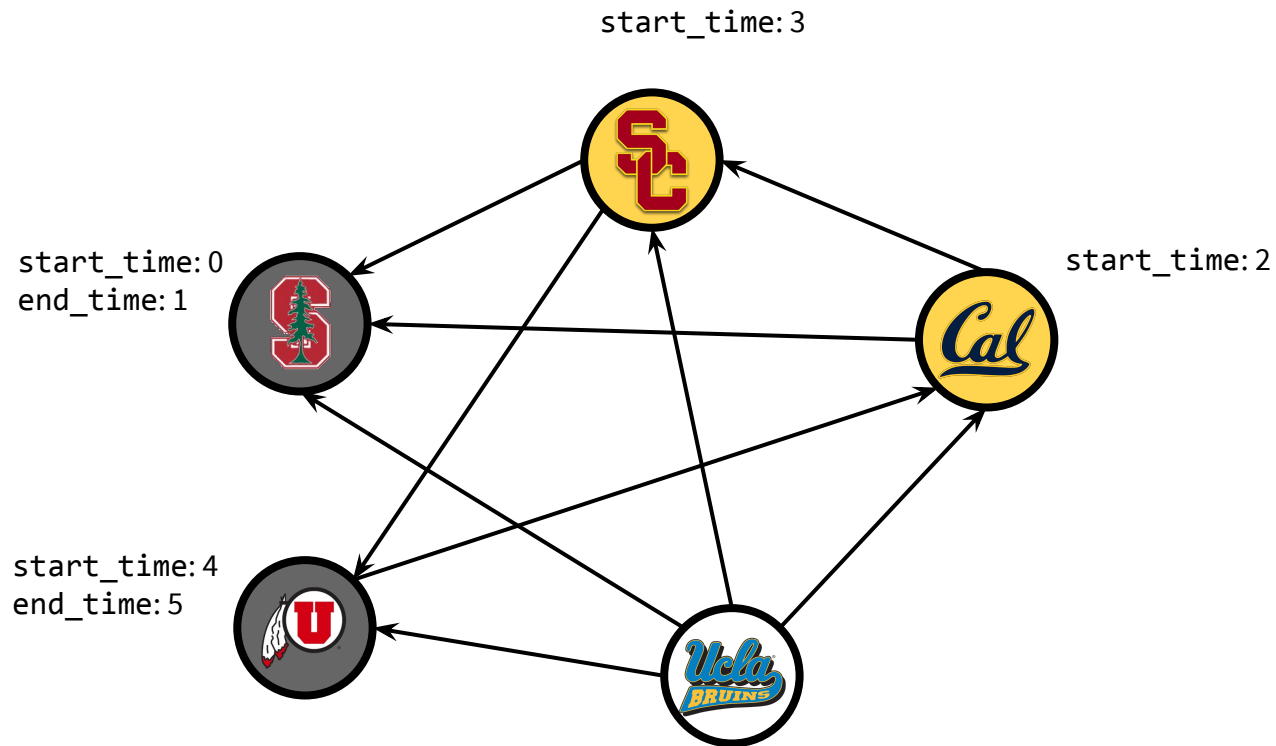 start_time: 3
SC
start_time: 0
end_time: 1
S
start_time: 2
Cal
start_time: 4
end_time: 5
U
Ucla
BRUINS